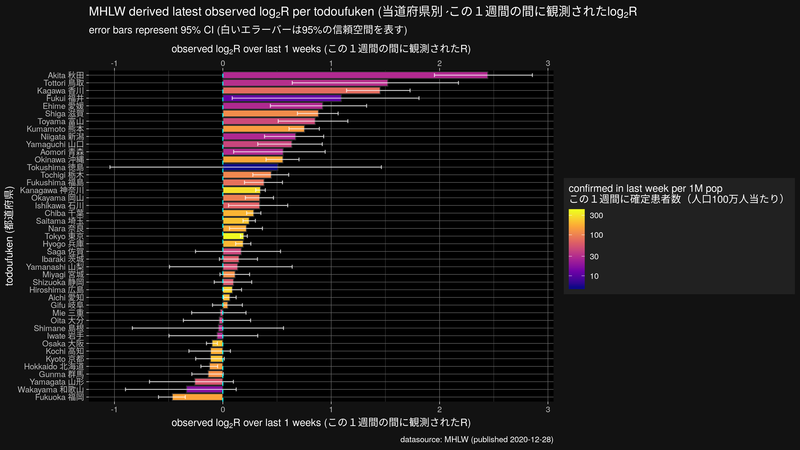 MHLW derived latest observed log₂R per todoufuken (当道府県別 この１週間の間に観測されたlog₂R
error bars represent 95% CI (白いエラーバーは95%の信頼空間を表す)
observed log₂R over last 1 weeks (この１週間の間に観測されたR)
-1 0 1 2 3
todoufuken (都道府県)
Akita 秋田
Tottori 鳥取
Kagawa 香川
Fukui 福井
Ehime 愛媛
Shiga 滋賀
Toyama 富山
Kumamoto 熊本
Niigata 新潟
Yamaguchi 山口
Aomori 青森
Okinawa 沖縄
Tokushima 徳島
Tochigi 栃木
Fukushima 福島
Kanagawa 神奈川
Okayama 岡山
Ishikawa 石川
Chiba 千葉
Saitama 埼玉
Nara 奈良
Tokyo 東京
Hyogo 兵庫
Saga 佐賀
Ibaraki 茨城
Yamanashi 山梨
Miyagi 宮城
Shizuoka 静岡
Hiroshima 広島
Aichi 愛知
Gifu 岐阜
Mie 三重
Oita 大分
Shimane 島根
Iwate 岩手
Osaka 大阪
Kochi 高知
Kyoto 京都
Hokkaido 北海道
Gunma 群馬
Yamagata 山形
Wakayama 和歌山
Fukuoka 福岡
-1 0 1 2 3
observed log₂R over last 1 weeks (この１週間の間に観測されたR)
confirmed in last week per 1M pop
この１週間に確定患者数（人口100万人当たり）
300
100
30
10
datasource: MHLW (published 2020-12-28)